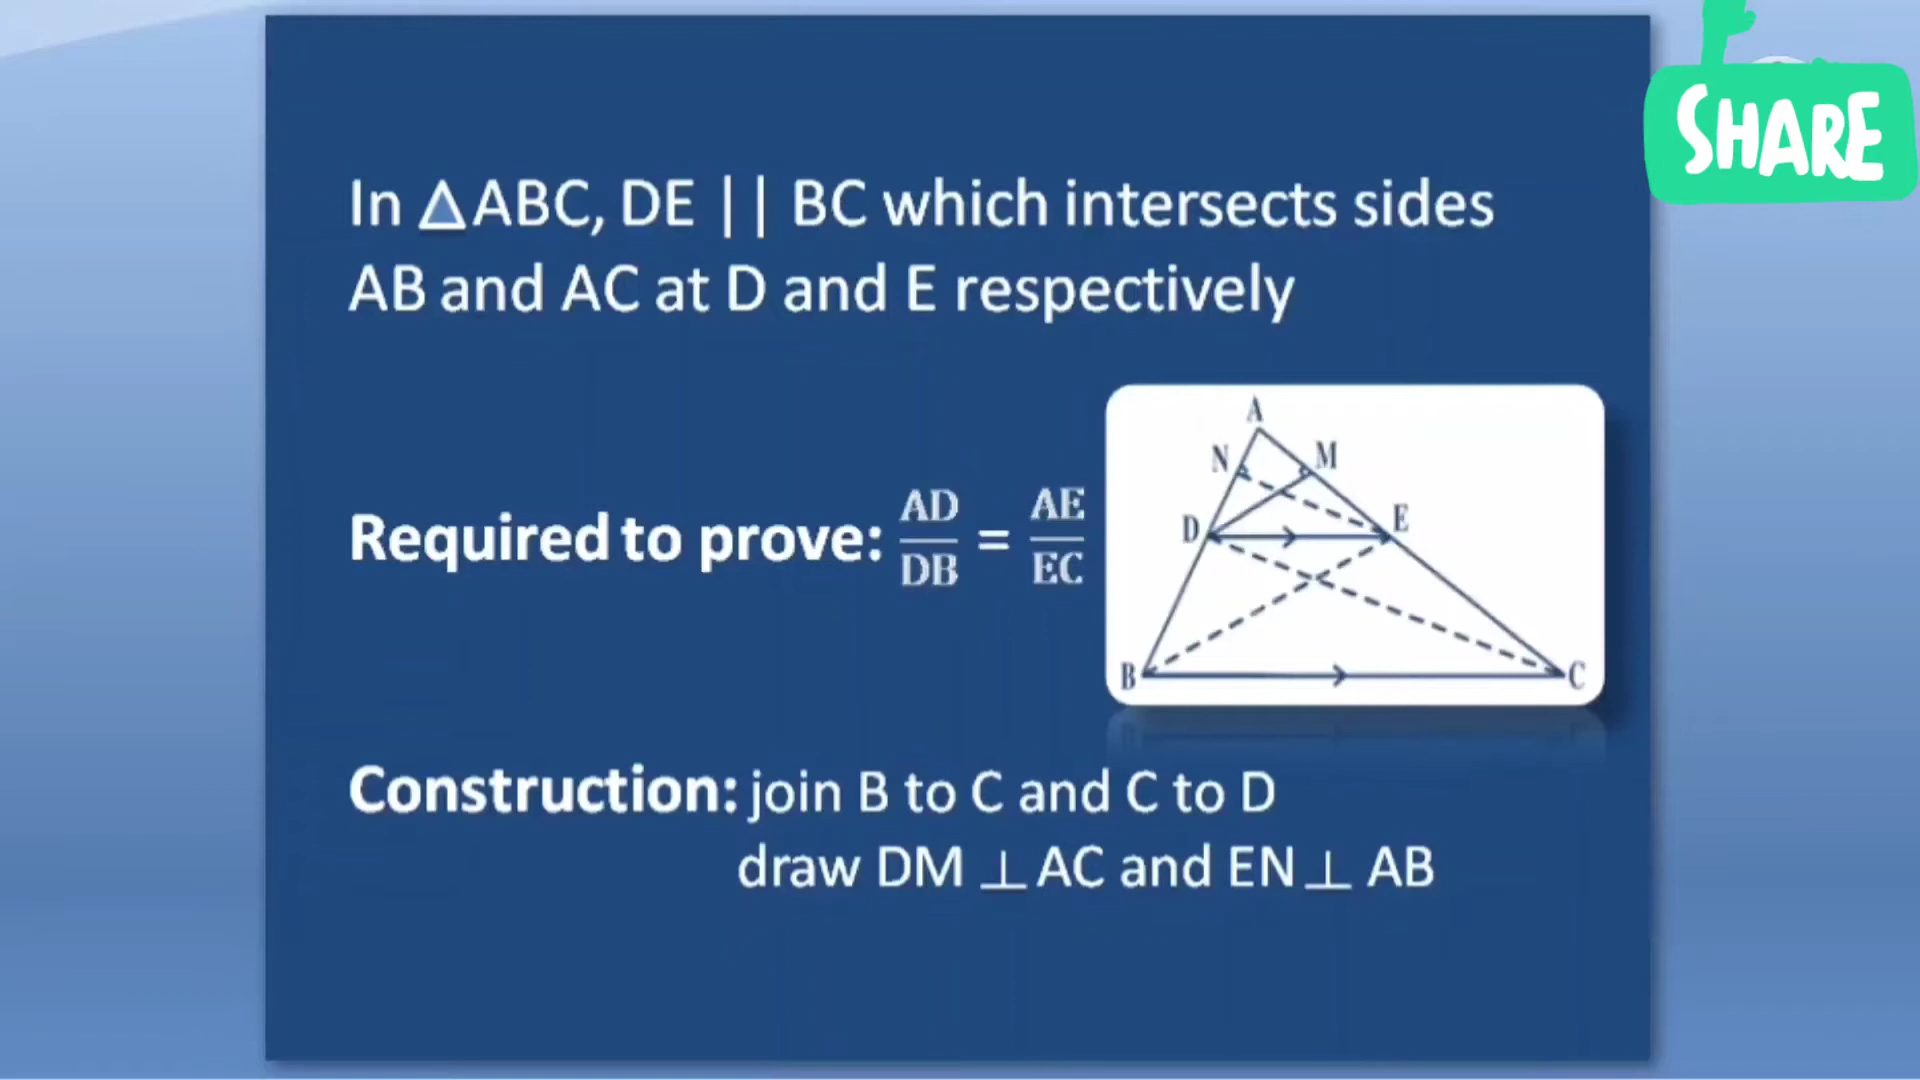 SHARE
In △ABC, DE || BC which intersects sides
AB and AC at D and E respectively
Required to prove: AD/DB = AE/EC
A
N M
D E
B C
Construction: join B to C and C to D
draw DM ⊥ AC and EN ⊥ AB